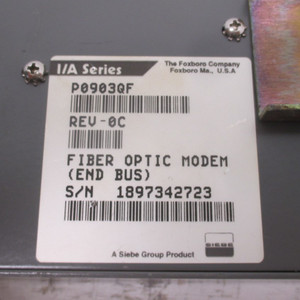 I/A Series
The Foxboro Company
Foxboro Ma., U.S.A
P0903QF
REV-0C
FIBER OPTIC MODEM
(END BUS)
S/N 1897342723
A Siebe Group Product
SIEBE